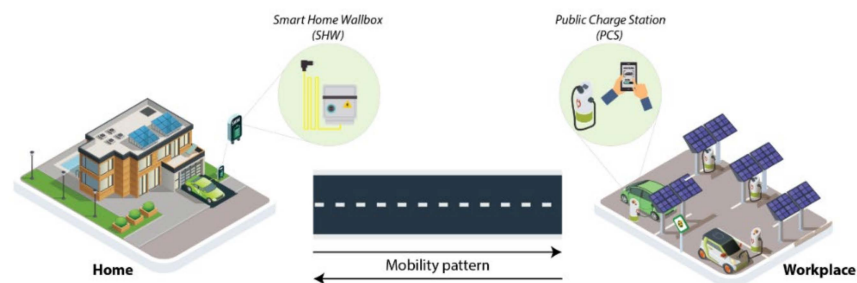 Smart Home Wallbox
(SHW)
Public Charge Station
(PCS)
Home
Mobility pattern
Workplace